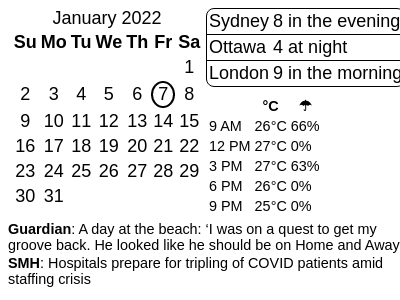 January 2022
Su Mo Tu We Th Fr Sa
1
2 3 4 5 6 7 8
9 10 11 12 13 14 15
16 17 18 19 20 21 22
23 24 25 26 27 28 29
30 31
Sydney 8 in the evening
Ottawa 4 at night
London 9 in the morning
°C ☂
9 AM 26°C 66%
12 PM 27°C 0%
3 PM 27°C 63%
6 PM 26°C 0%
9 PM 25°C 0%
Guardian: A day at the beach: ‘I was on a quest to get my
groove back. He looked like he should be on Home and Away
SMH: Hospitals prepare for tripling of COVID patients amid
staffing crisis